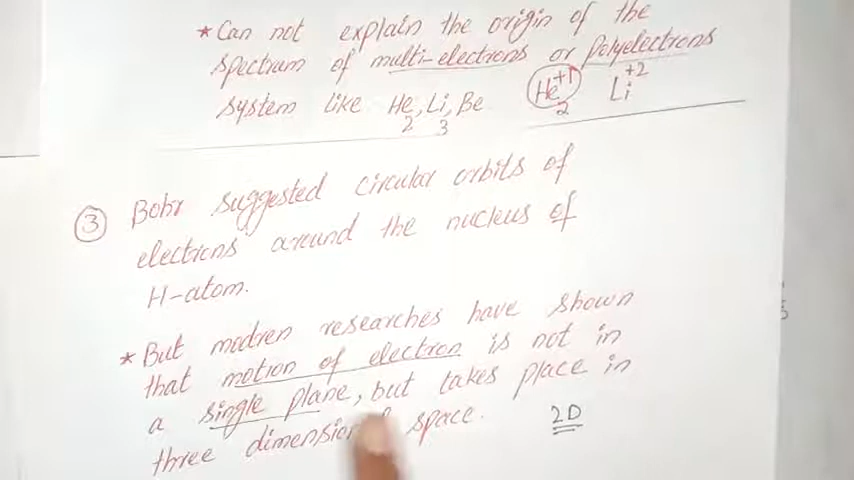 * Can not explain the origin of the
spectrum of multi-electrons or Polyelectrons
system like He, Li, Be He+1 Li+2
2 3 2
3 Bohr suggested circular orbits of
electrons around the nucleus of
H-atom.
* But modren researches have shown
that motion of electron is not in
a single plane, but takes place in
three dimensional space. 2D